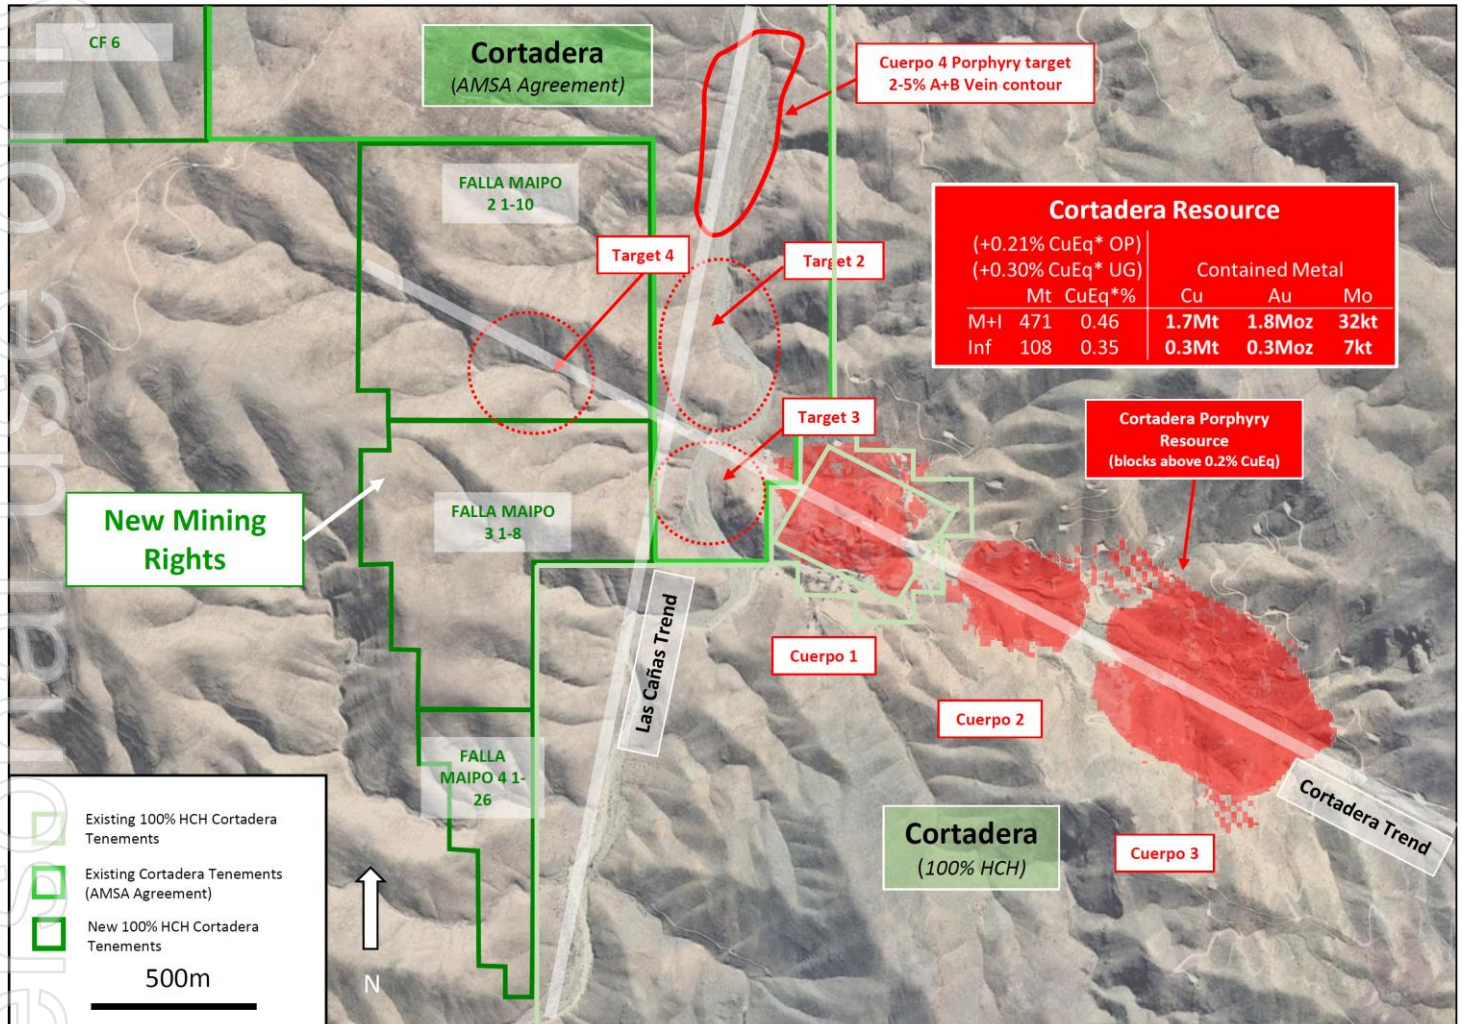 CF 6
Cortadera
(AMSA Agreement)
Cuerpo 4 Porphyry target
2-5% A+B Vein contour
FALLA MAIPO
2 1-10
Target 4
Target 2
Cortadera Resource
(+0.21% CuEq* OP)
(+0.30% CuEq* UG) Contained Metal
Mt CuEq*% Cu Au Mo
M+I 471 0.46 1.7Mt 1.8Moz 32kt
Inf 108 0.35 0.3Mt 0.3Moz 7kt
Target 3
Cortadera Porphyry
Resource
(blocks above 0.2% CuEq)
New Mining
Rights
FALLA MAIPO
3 1-8
Las Cañas Trend
Cuerpo 1
Cuerpo 2
FALLA
MAIPO 4 1-
26
Cortadera Trend
Cortadera
(100% HCH)
Cuerpo 3
Existing 100% HCH Cortadera
Tenements
Existing Cortadera Tenements
(AMSA Agreement)
New 100% HCH Cortadera
Tenements
500m
N
ersonal use only